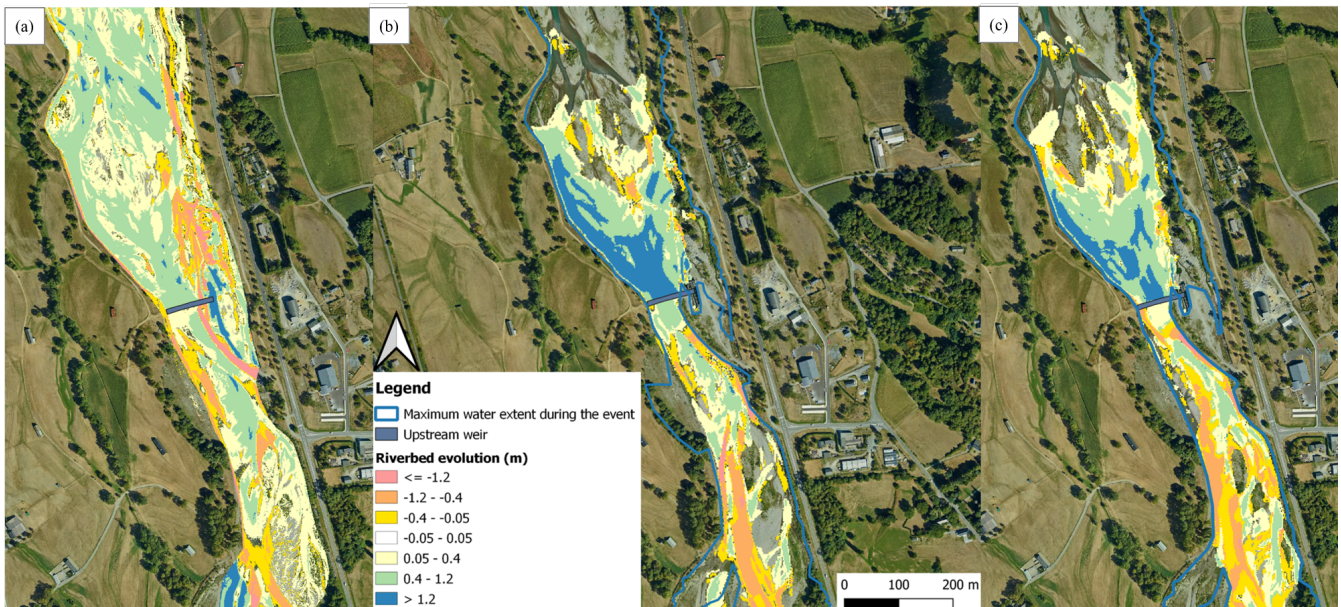 (a)
(b)
(c)
Legend
Maximum water extent during the event
Upstream weir
Riverbed evolution (m)
<= -1.2
-1.2 - -0.4
-0.4 - -0.05
-0.05 - 0.05
0.05 - 0.4
0.4 - 1.2
> 1.2
0 100 200 m